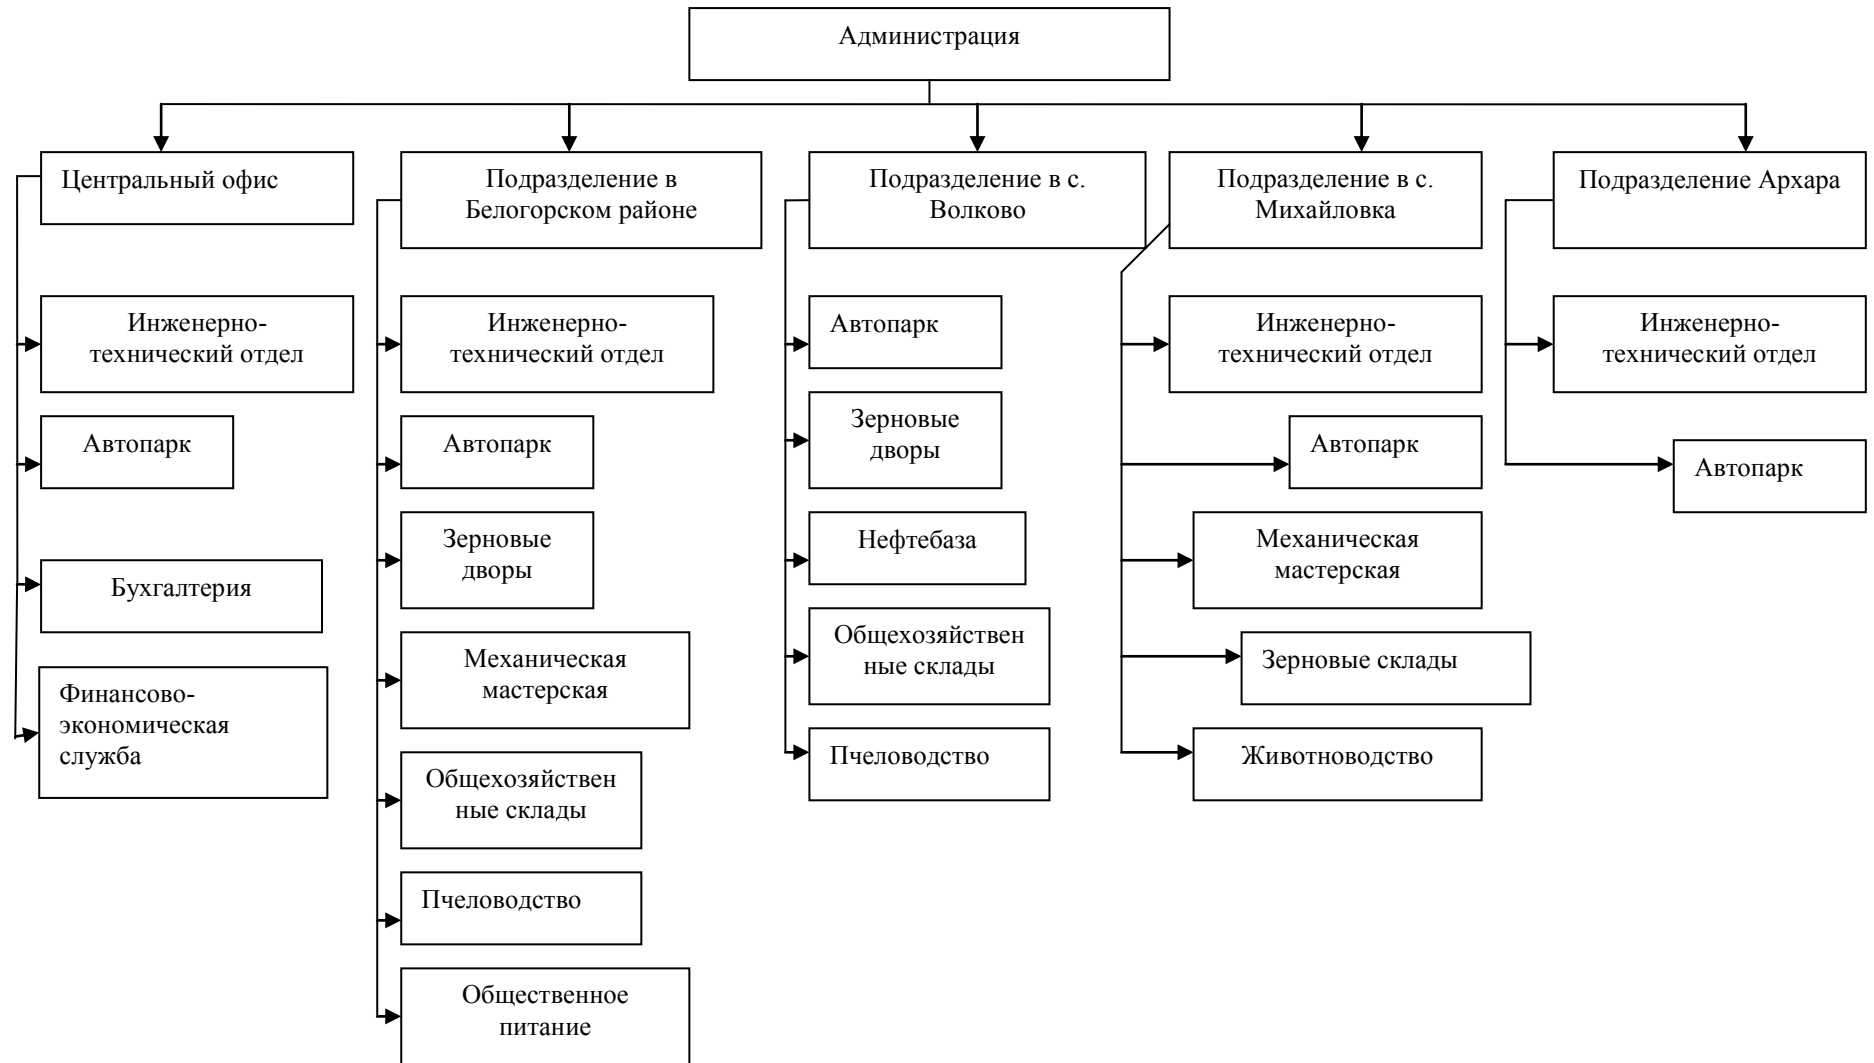 Администрация
Центральный офис
Инженерно-
технический отдел
Автопарк
Бухгалтерия
Финансово-
экономическая
служба
Подразделение в
Белогорском районе
Инженерно-
технический отдел
Автопарк
Зерновые
дворы
Механическая
мастерская
Общехозяйствен
ные склады
Пчеловодство
Общественное
питание
Подразделение в с.
Волково
Автопарк
Зерновые
дворы
Нефтебаза
Общехозяйствен
ные склады
Пчеловодство
Подразделение в с.
Михайловка
Инженерно-
технический отдел
Автопарк
Механическая
мастерская
Зерновые склады
Животноводство
Подразделение Архара
Инженерно-
технический отдел
Автопарк